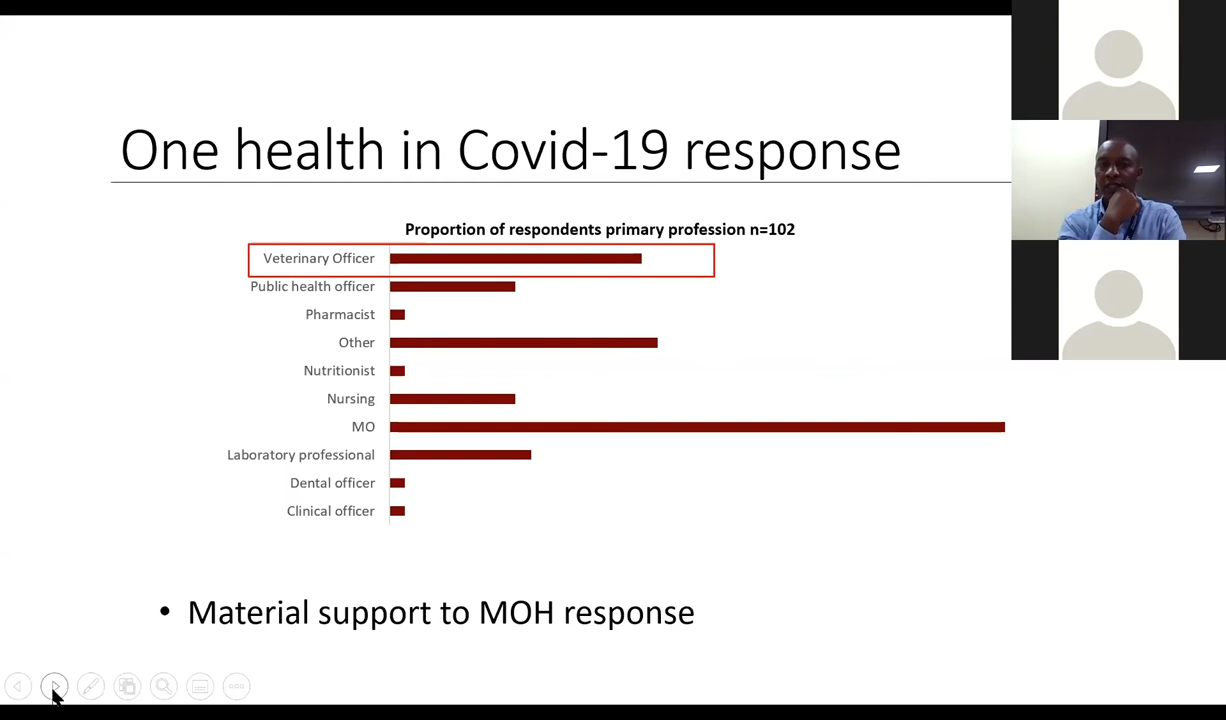 One health in Covid-19 response
Proportion of respondents primary profession n=102
Veterinary Officer
Public health officer
Pharmacist
Other
Nutritionist
Nursing
MO
Laboratory professional
Dental officer
Clinical officer
• Material support to MOH response